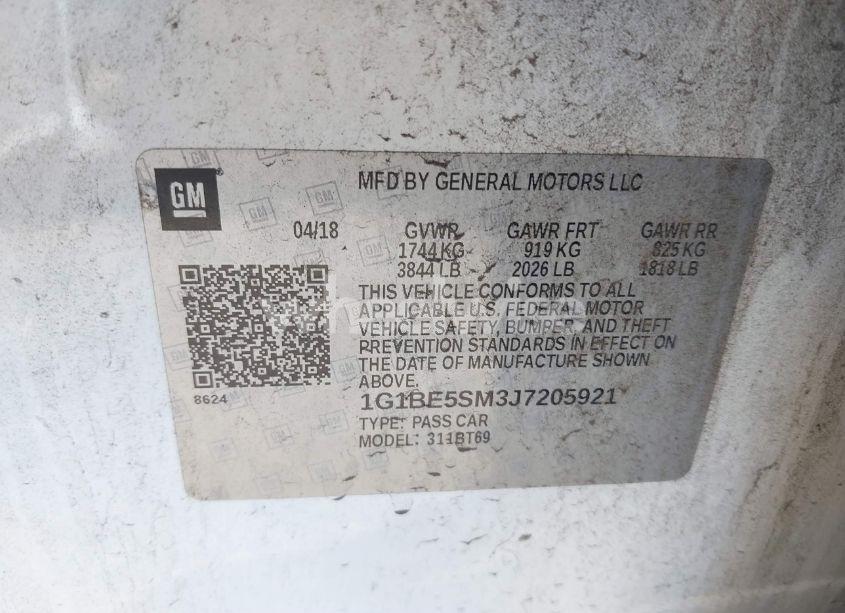 GM
MFD BY GENERAL MOTORS LLC
04/18 GVWR GAWR FRT GAWR RR
1744 KG 919 KG 825 KG
3844 LB 2026 LB 1818 LB
THIS VEHICLE CONFORMS TO ALL
APPLICABLE U.S. FEDERAL MOTOR
VEHICLE SAFETY, BUMPER, AND THEFT
PREVENTION STANDARDS IN EFFECT ON
THE DATE OF MANUFACTURE SHOWN
ABOVE.
8624
1G1BE5SM3J7205921
TYPE: PASS CAR
MODEL: 311BT69